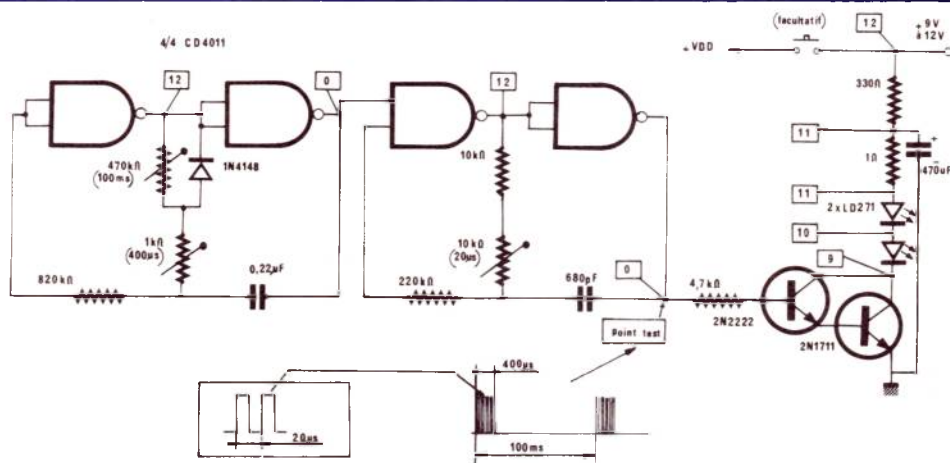 4/4 CD4011
12
0
12
(facultatif)
+VDD
12
+9V
à 12V
330Ω
11
+
470uF
1Ω
11
2xLD271
10
9
470kΩ
(100ms)
1N4148
10kΩ
1kΩ
(400µs)
10kΩ
(20µs)
820kΩ
0,22µF
220kΩ
680pF
0
4,7kΩ
2N2222
2N1711
Point test
400µs
20µs
100ms